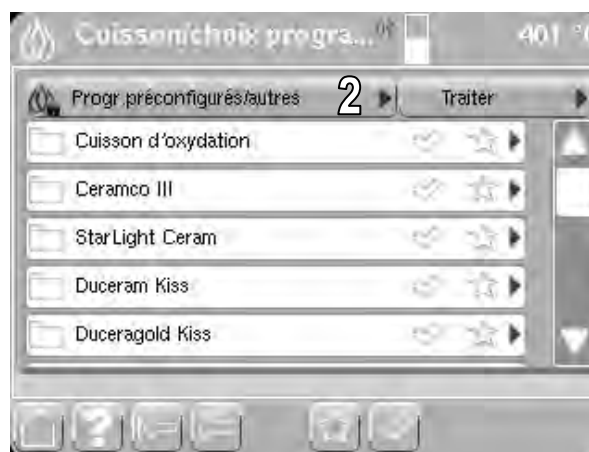 Cuisson/choix progra... 401 °C
Progr.préconfigurés/autres 2 Traiter
Cuisson d'oxydation
Ceramco III
StarLight Ceram
Duceram Kiss
Duceragold Kiss
?